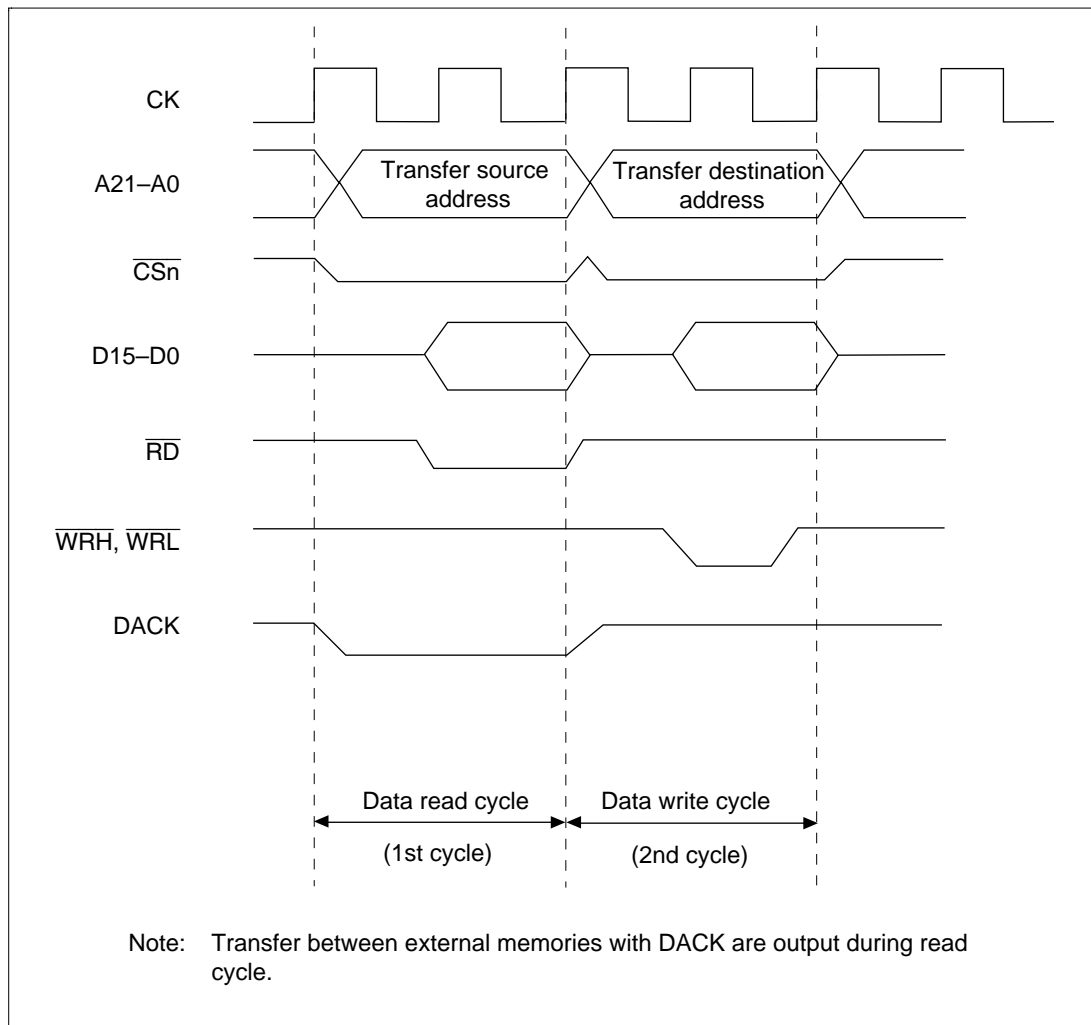 CK
A21–A0
Transfer source
address
Transfer destination
address
CSn
D15–D0
RD
WRH, WRL
DACK
Data read cycle
(1st cycle)
Data write cycle
(2nd cycle)
Note: Transfer between external memories with DACK are output during read
cycle.